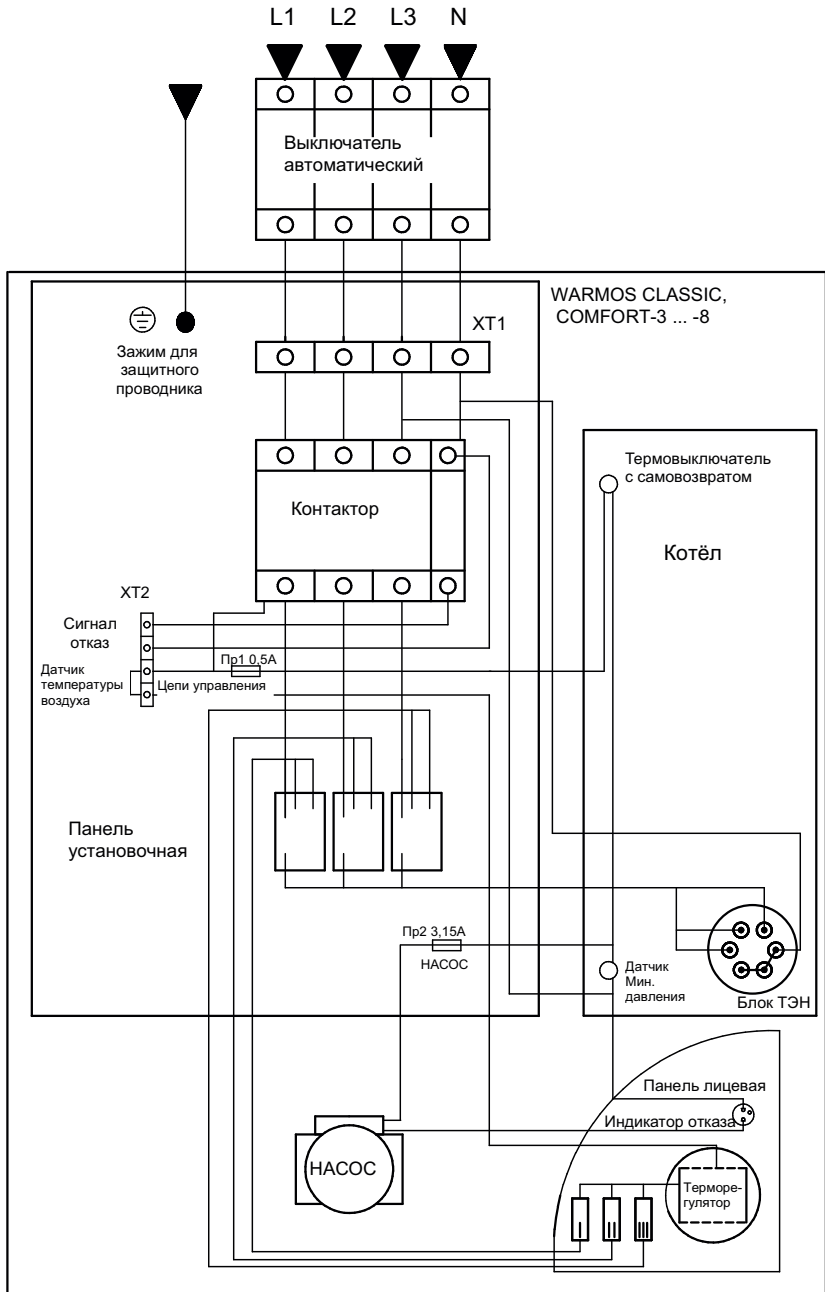 L1 L2 L3 N
Выключатель
автоматический
WARMOS CLASSIC,
COMFORT-3 ... -8
XT1
Зажим для
защитного
проводника
Термовыключатель
с самовозвратом
Контактор
Котёл
XT2
Сигнал
отказ
Пр1 0,5А
Датчик
температуры
воздуха
Цепи управления
Панель
установочная
Пр2 3,15А
НАСОС
Датчик
Мин.
давления
Блок ТЭН
Панель лицевая
Индикатор отказа
НАСОС
Терморе-
гулятор
I II III